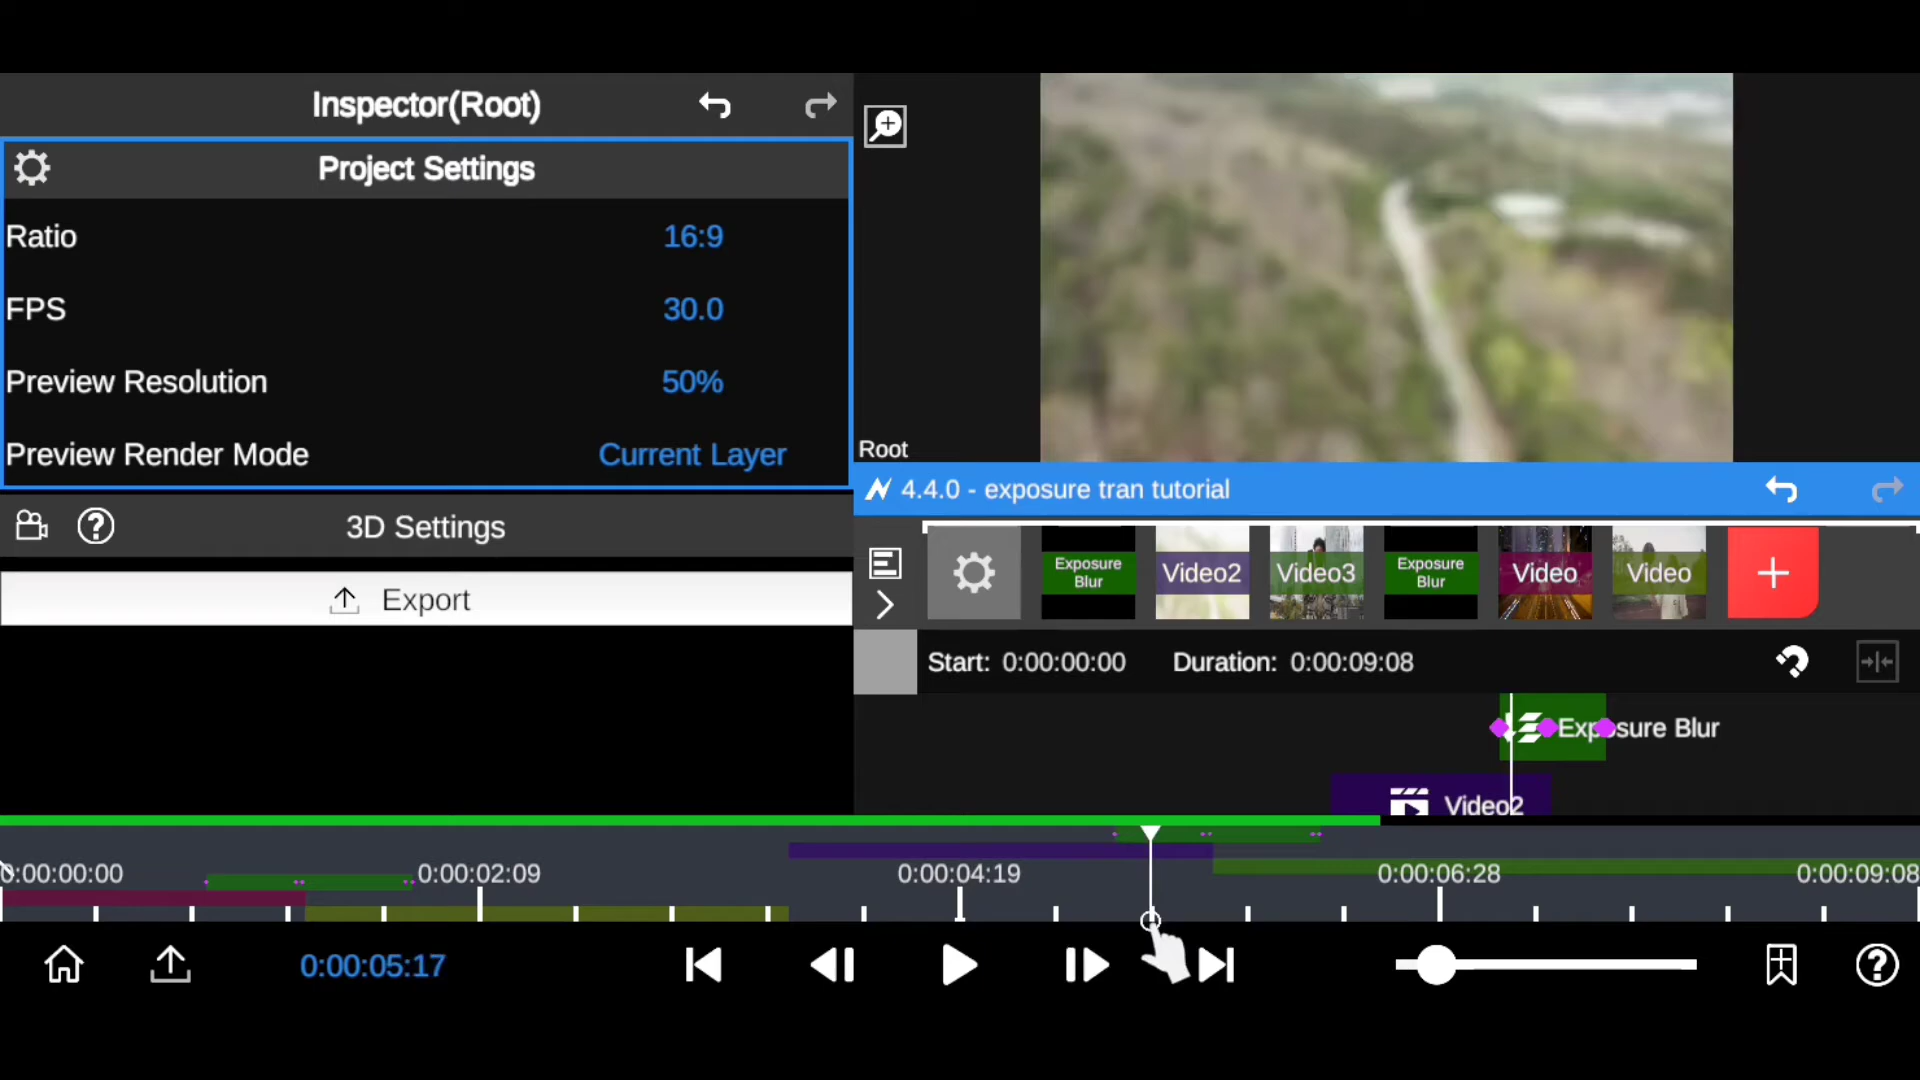 Inspector(Root)
Project Settings
Ratio 16:9
FPS 30.0
Preview Resolution 50%
Preview Render Mode Current Layer
3D Settings
Export
Root
4.4.0 - exposure tran tutorial
Exposure
Blur
Video2
Video3
Exposure
Blur
Video
Video
Start: 0:00:00:00 Duration: 0:00:09:08
Exposure Blur
Video2
0:00:00:00 0:00:02:09 0:00:04:19 0:00:06:28 0:00:09:08
0:00:05:17